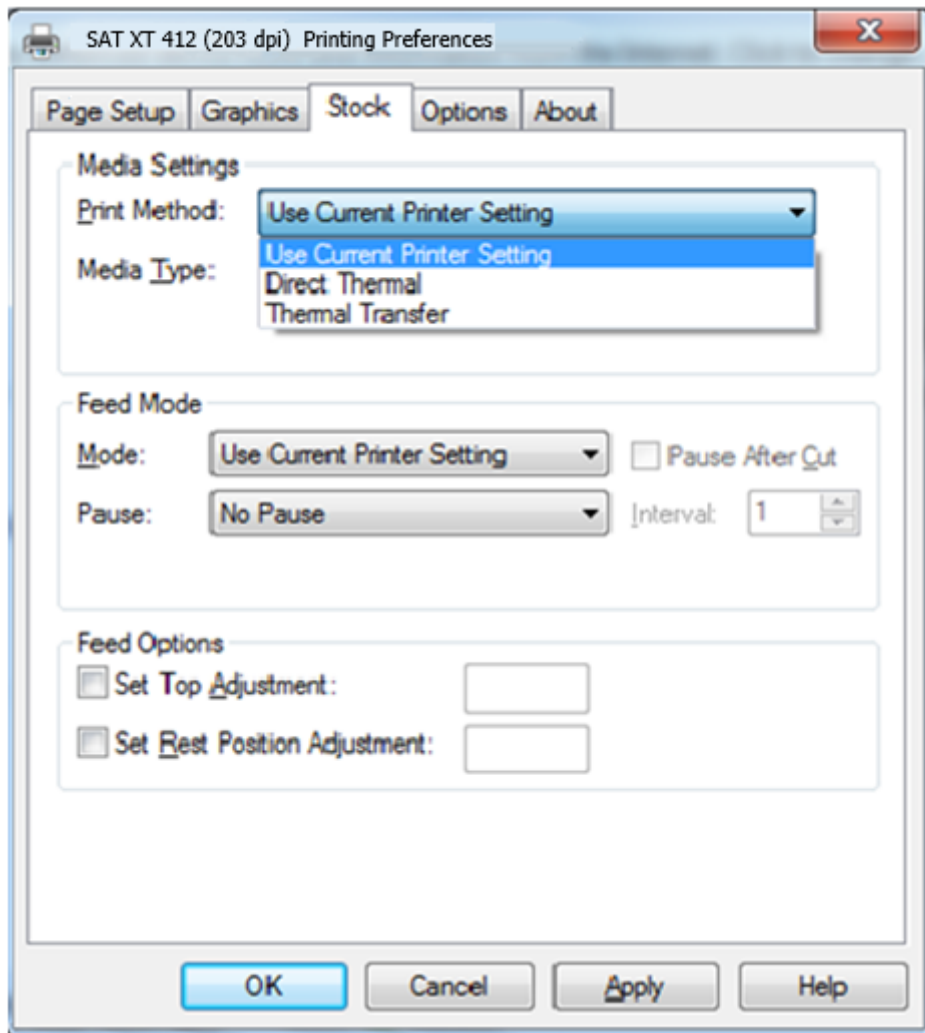 SAT XT 412 (203 dpi) Printing Preferences
Page Setup Graphics Stock Options About
Media Settings
Print Method: Use Current Printer Setting
Use Current Printer Setting
Media Type: Direct Thermal
Thermal Transfer
Feed Mode
Mode: Use Current Printer Setting Pause After Cut
Pause: No Pause Interval: 1
Feed Options
Set Top Adjustment:
Set Rest Position Adjustment:
OK Cancel Apply Help